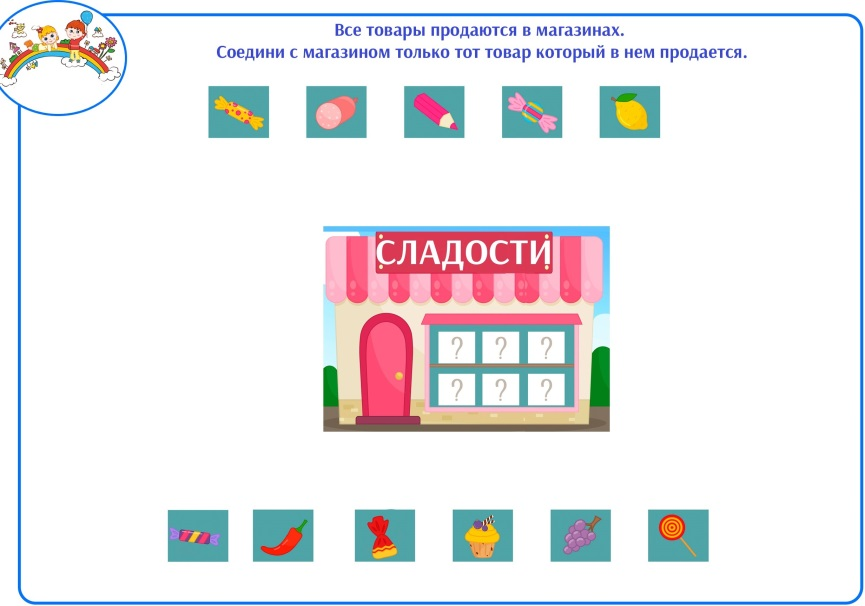 Все товары продаются в магазинах.
Соедини с магазином только тот товар который в нем продается.
СЛАДОСТИ
? ? ?
? ? ?